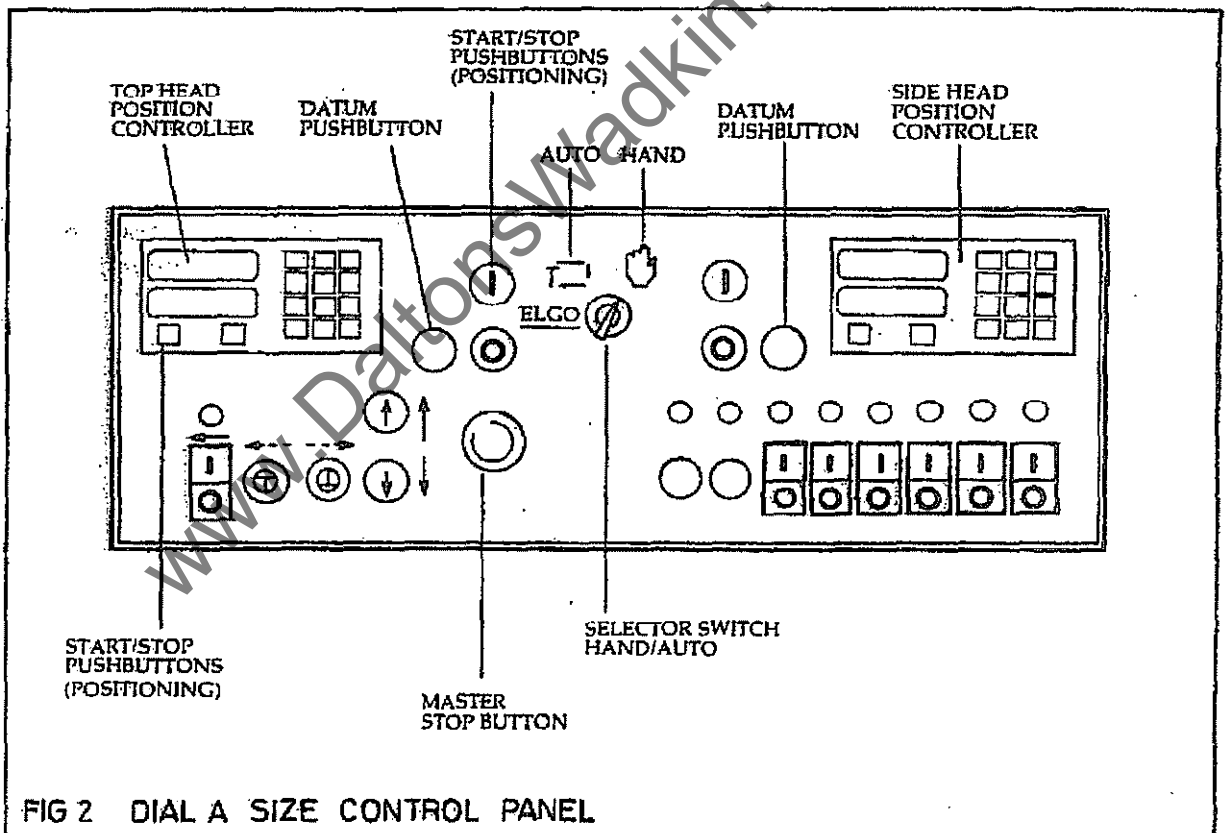 START/STOP
PUSHBUTTONS
(POSITIONING)
TOP HEAD
POSITION
CONTROLLER
DATUM
PUSHBUTTON
AUTO HAND
DATUM
PUSHBUTTON
SIDE HEAD
POSITION
CONTROLLER
ELGO
START/STOP
PUSHBUTTONS
(POSITIONING)
MASTER
STOP BUTTON
SELECTOR SWITCH
HAND/AUTO
FIG 2 DIAL A SIZE CONTROL PANEL
www.DaltonsWadkin.